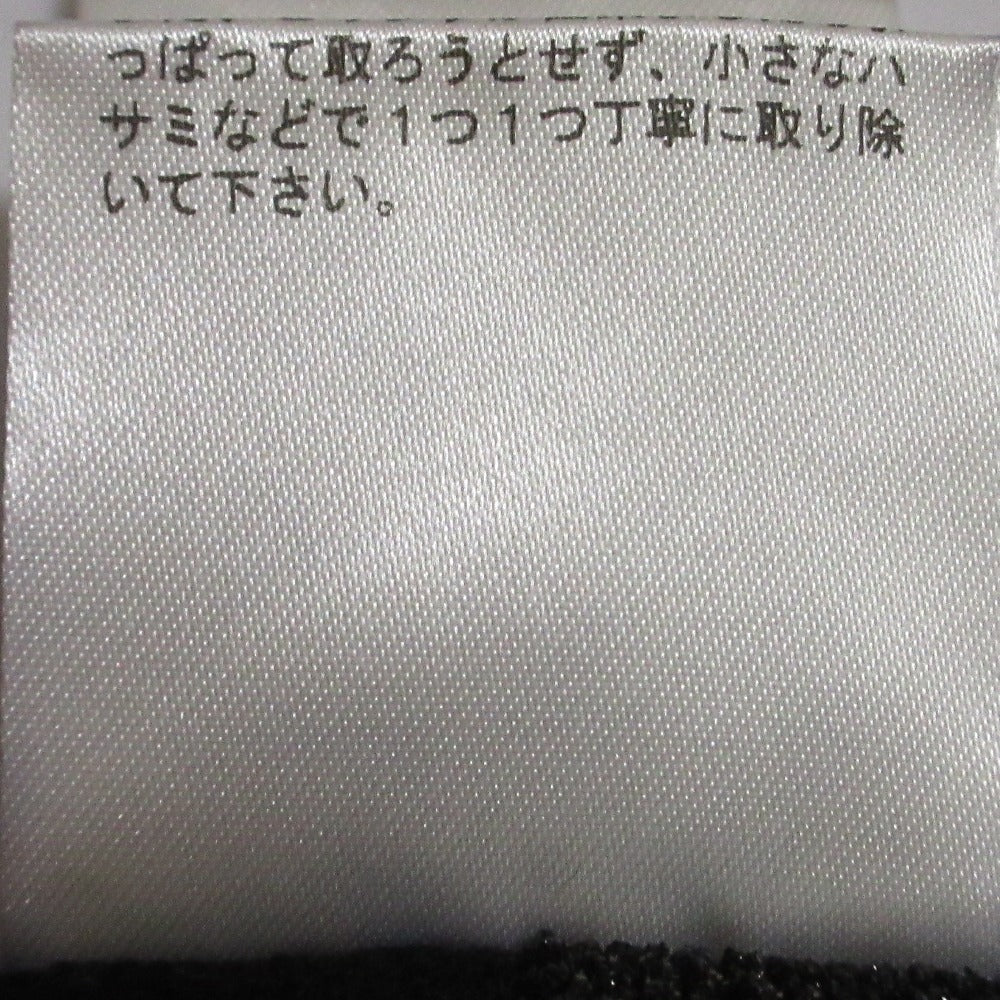 っぱって取ろうとせず、小さなハ
サミなどで１つ１つ丁寧に取り除
いて下さい。